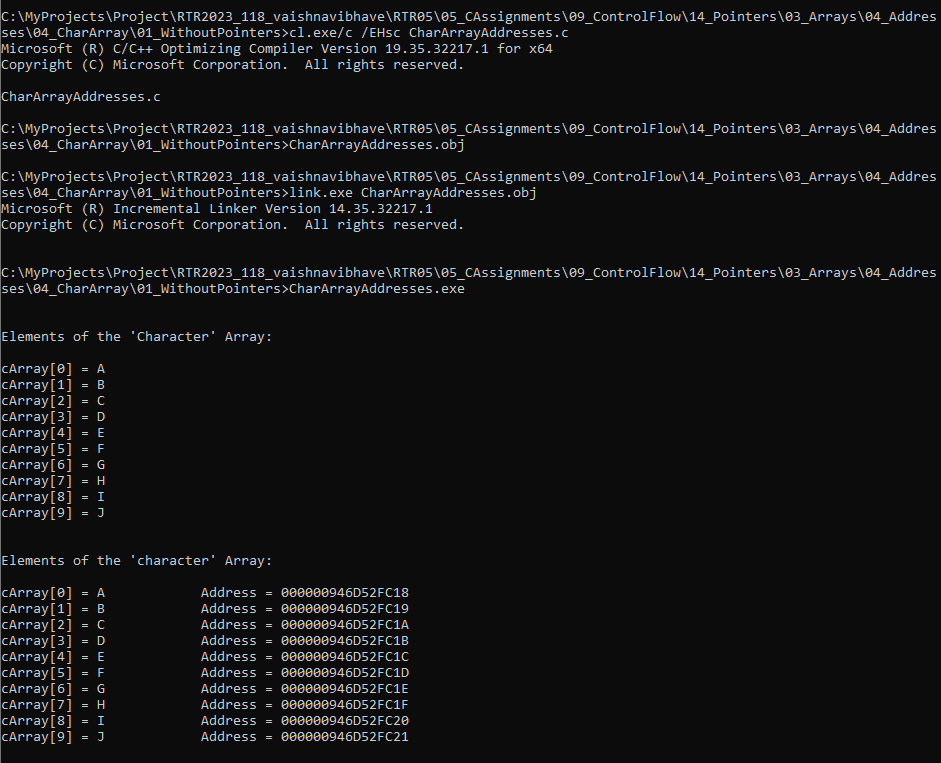 C:\MyProjects\Project\RTR2023_118_vaishnavibhave\RTR05\05_CAssignments\09_ControlFlow\14_Pointers\03_Arrays\04_Addres
ses\04_CharArray\01_WithoutPointers>cl.exe/c /EHsc CharArrayAddresses.c
Microsoft (R) C/C++ Optimizing Compiler Version 19.35.32217.1 for x64
Copyright (C) Microsoft Corporation.  All rights reserved.

CharArrayAddresses.c

C:\MyProjects\Project\RTR2023_118_vaishnavibhave\RTR05\05_CAssignments\09_ControlFlow\14_Pointers\03_Arrays\04_Addres
ses\04_CharArray\01_WithoutPointers>CharArrayAddresses.obj

C:\MyProjects\Project\RTR2023_118_vaishnavibhave\RTR05\05_CAssignments\09_ControlFlow\14_Pointers\03_Arrays\04_Addres
ses\04_CharArray\01_WithoutPointers>link.exe CharArrayAddresses.obj
Microsoft (R) Incremental Linker Version 14.35.32217.1
Copyright (C) Microsoft Corporation.  All rights reserved.

C:\MyProjects\Project\RTR2023_118_vaishnavibhave\RTR05\05_CAssignments\09_ControlFlow\14_Pointers\03_Arrays\04_Addres
ses\04_CharArray\01_WithoutPointers>CharArrayAddresses.exe

Elements of the 'Character' Array:

cArray[0] = A
cArray[1] = B
cArray[2] = C
cArray[3] = D
cArray[4] = E
cArray[5] = F
cArray[6] = G
cArray[7] = H
cArray[8] = I
cArray[9] = J

Elements of the 'character' Array:

cArray[0] = A            Address = 000000946D52FC18
cArray[1] = B            Address = 000000946D52FC19
cArray[2] = C            Address = 000000946D52FC1A
cArray[3] = D            Address = 000000946D52FC1B
cArray[4] = E            Address = 000000946D52FC1C
cArray[5] = F            Address = 000000946D52FC1D
cArray[6] = G            Address = 000000946D52FC1E
cArray[7] = H            Address = 000000946D52FC1F
cArray[8] = I            Address = 000000946D52FC20
cArray[9] = J            Address = 000000946D52FC21